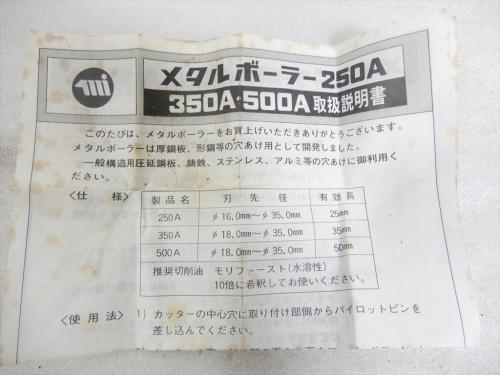 メタルボーラー250A
350A・500A取扱説明書
このたびは、メタルボーラーをお買上げいただきありがとうございます。
メタルボーラーは厚鋼板、形鋼等の穴あけ用として開発しました。
一般構造用圧延鋼板、鋳鉄、ステンレス、アルミ等の穴あけに御利用く
ださい。
〈仕 様〉
製品名 刃先径 有効長
250A φ16.0mm～φ35.0mm 25mm
350A φ18.0mm～φ35.0mm 35mm
500A φ18.0mm～φ35.0mm 50mm
推奨切削油 モリファースト(水溶性)
10倍に希釈してお使いください。
〈使用法〉 1) カッターの中心穴に取り付け部側からパイロットピンを
差し込んでください。